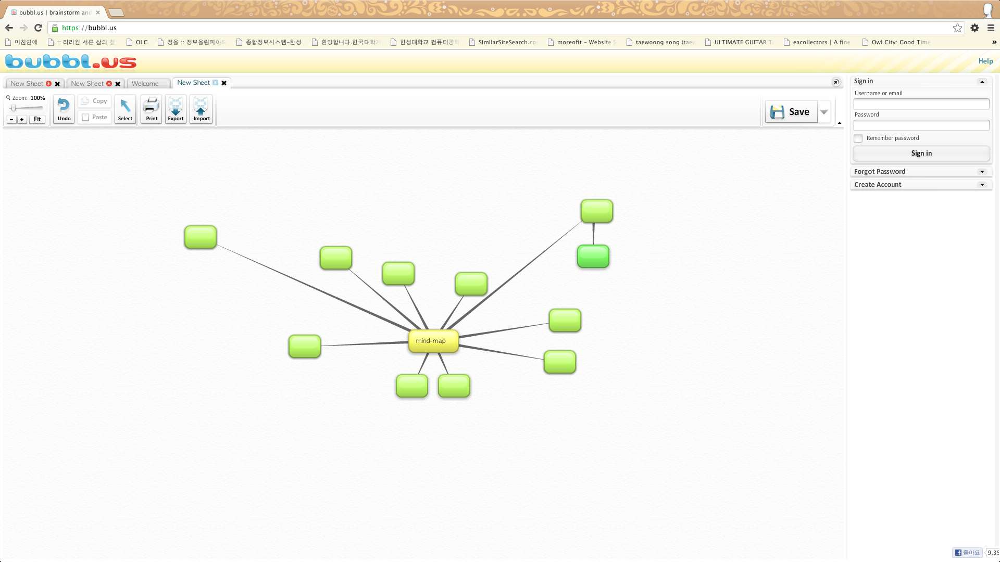 bubbl.us | brainstorm and
https://bubbl.us
미친연애
:: 라라윈 서른 살의 철
OLC
정올 :: 정보올림피아드
종합정보시스템-한성
환영합니다.한국대학기
한성대학교 컴퓨터공학
SimilarSiteSearch.co
moreofit – Website S
taewoong song (taew
ULTIMATE GUITAR T
eacollectors | A fine
Owl City: Good Time
»
bubbl.us
Help
New Sheet
New Sheet
Welcome
New Sheet
Zoom: 100%
- + Fit
Undo
Copy
Paste
Select
Print
Export
Import
Save
Sign in
Username or email
Password
Remember password
Sign in
Forgot Password
Create Account
mind-map
좋아요
9,35